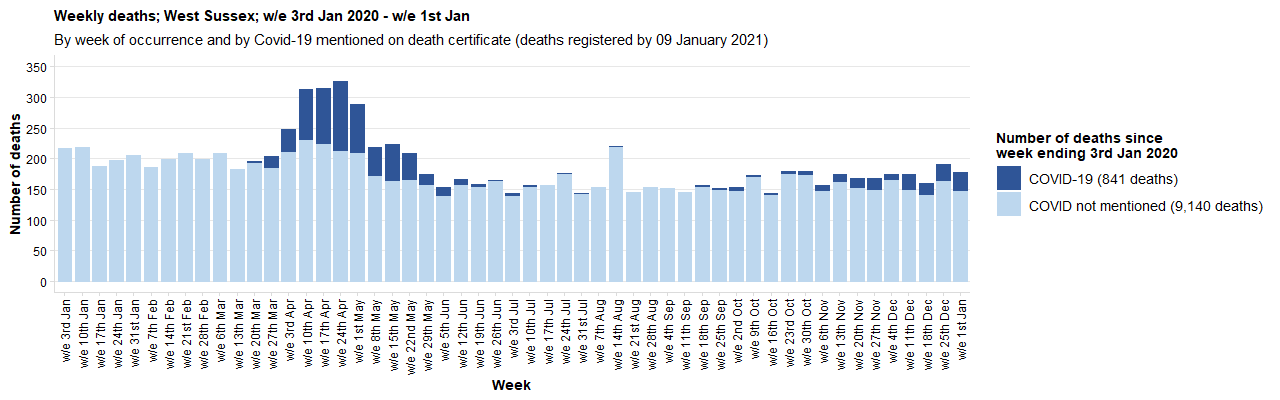 Weekly deaths; West Sussex; w/e 3rd Jan 2020 - w/e 1st Jan
By week of occurrence and by Covid-19 mentioned on death certificate (deaths registered by 09 January 2021)
Number of deaths
350
300
250
200
150
100
50
0
w/e 3rd Jan
w/e 10th Jan
w/e 17th Jan
w/e 24th Jan
w/e 31st Jan
w/e 7th Feb
w/e 14th Feb
w/e 21st Feb
w/e 28th Feb
w/e 6th Mar
w/e 13th Mar
w/e 20th Mar
w/e 27th Mar
w/e 3rd Apr
w/e 10th Apr
w/e 17th Apr
w/e 24th Apr
w/e 1st May
w/e 8th May
w/e 15th May
w/e 22nd May
w/e 29th May
w/e 5th Jun
w/e 12th Jun
w/e 19th Jun
w/e 26th Jun
w/e 3rd Jul
w/e 10th Jul
w/e 17th Jul
w/e 24th Jul
w/e 31st Jul
w/e 7th Aug
w/e 14th Aug
w/e 21st Aug
w/e 28th Aug
w/e 4th Sep
w/e 11th Sep
w/e 18th Sep
w/e 25th Sep
w/e 2nd Oct
w/e 9th Oct
w/e 16th Oct
w/e 23rd Oct
w/e 30th Oct
w/e 6th Nov
w/e 13th Nov
w/e 20th Nov
w/e 27th Nov
w/e 4th Dec
w/e 11th Dec
w/e 18th Dec
w/e 25th Dec
w/e 1st Jan
Week
Number of deaths since
week ending 3rd Jan 2020
COVID-19 (841 deaths)
COVID not mentioned (9,140 deaths)